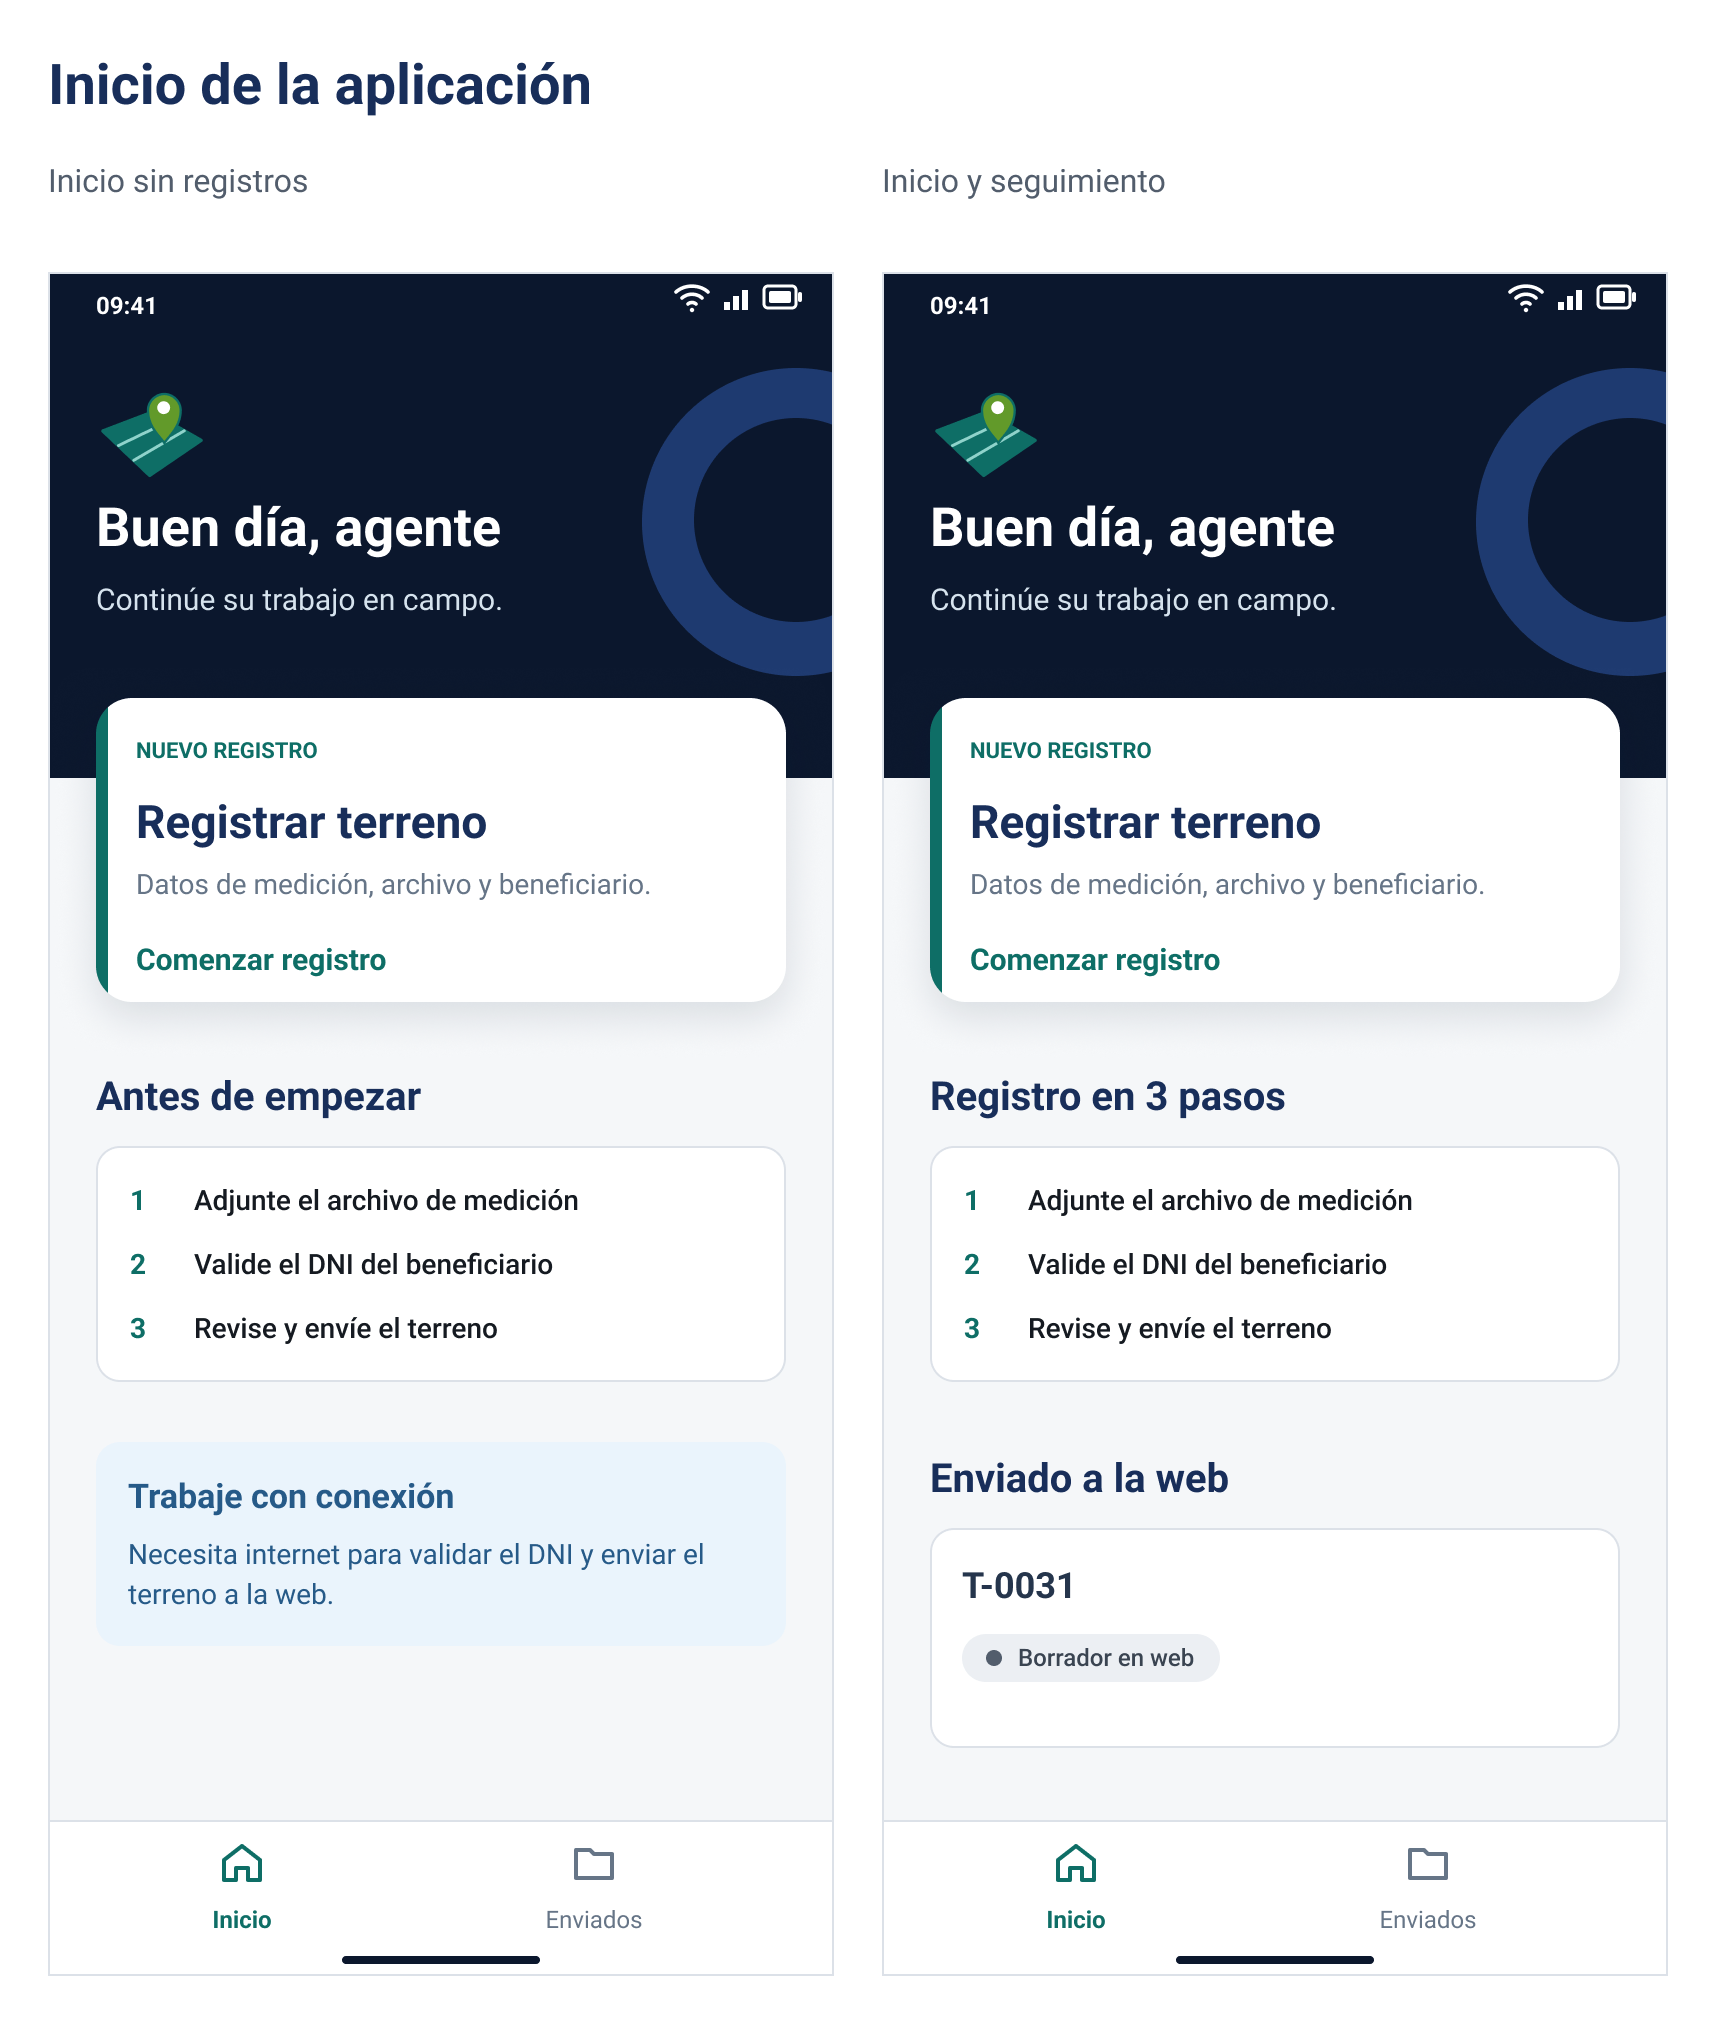 Inicio de la aplicación
Inicio sin registros
09:41
Buen día, agente
Continúe su trabajo en campo.
NUEVO REGISTRO
Registrar terreno
Datos de medición, archivo y beneficiario.
Comenzar registro
Antes de empezar
1 Adjunte el archivo de medición
2 Valide el DNI del beneficiario
3 Revise y envíe el terreno
Trabaje con conexión
Necesita internet para validar el DNI y enviar el
terreno a la web.
Inicio Enviados
Inicio y seguimiento
09:41
Buen día, agente
Continúe su trabajo en campo.
NUEVO REGISTRO
Registrar terreno
Datos de medición, archivo y beneficiario.
Comenzar registro
Registro en 3 pasos
1 Adjunte el archivo de medición
2 Valide el DNI del beneficiario
3 Revise y envíe el terreno
Enviado a la web
T-0031
Borrador en web
Inicio Enviados